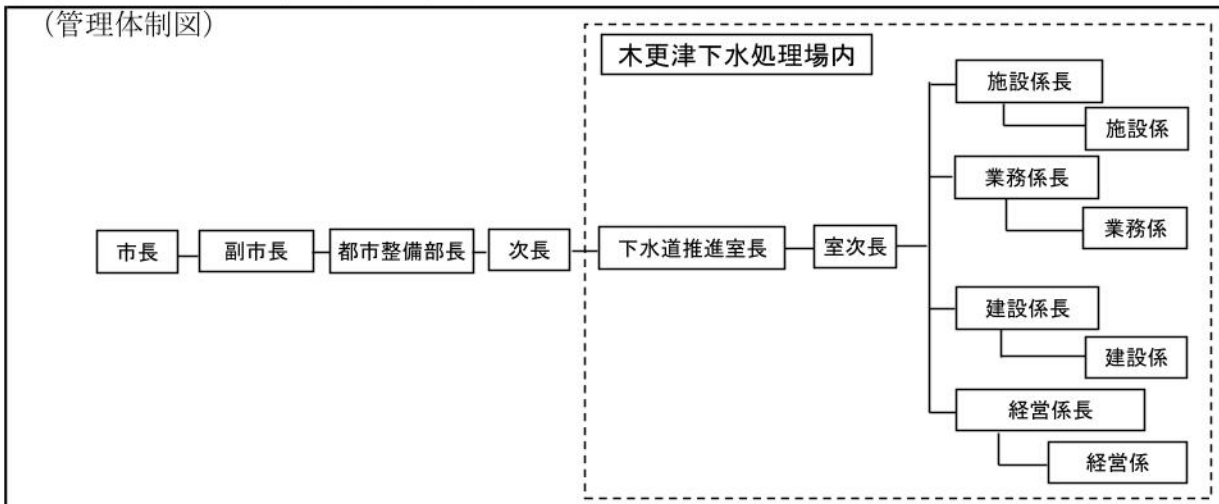 （管理体制図）
木更津下水処理場内
市長
副市長
都市整備部長
次長
下水道推進室長
室次長
施設係長
施設係
業務係長
業務係
建設係長
建設係
経営係長
経営係